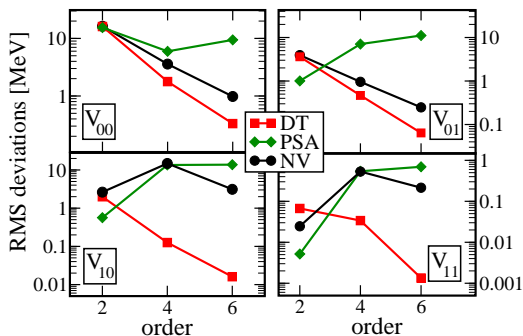 RMS deviations [MeV]
10
1
V00
10
1
0.1
V01
DT
PSA
NV
10
1
0.1
0.01
V10
1
0.1
0.01
0.001
V11
2 4 6
2 4 6
order
order